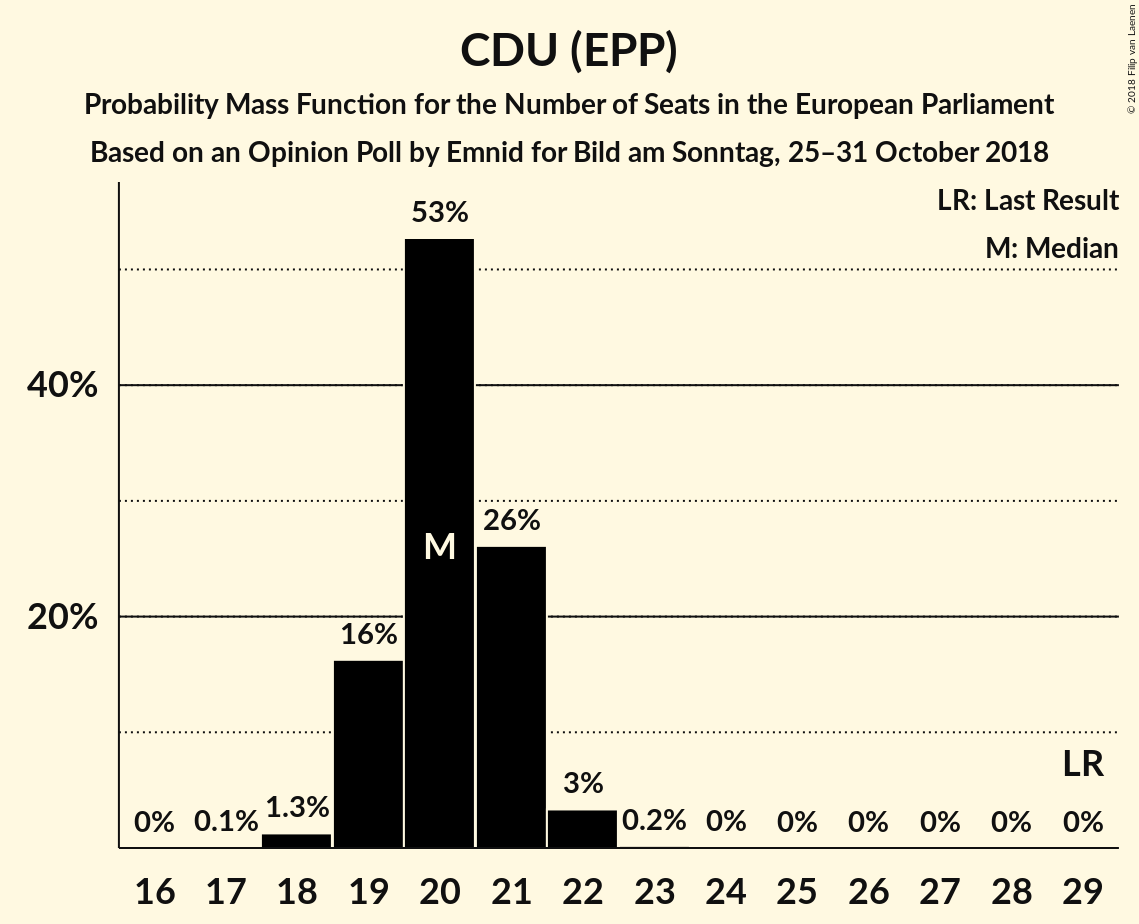 CDU (EPP)
Probability Mass Function for the Number of Seats in the European Parliament
Based on an Opinion Poll by Emnid for Bild am Sonntag, 25–31 October 2018
© 2018 Filip van Laenen
LR: Last Result
M: Median
40%
20%
0%
0.1%
1.3%
16%
53%
M
26%
3%
0.2%
0%
0%
0%
0%
0%
LR
0%
16 17 18 19 20 21 22 23 24 25 26 27 28 29